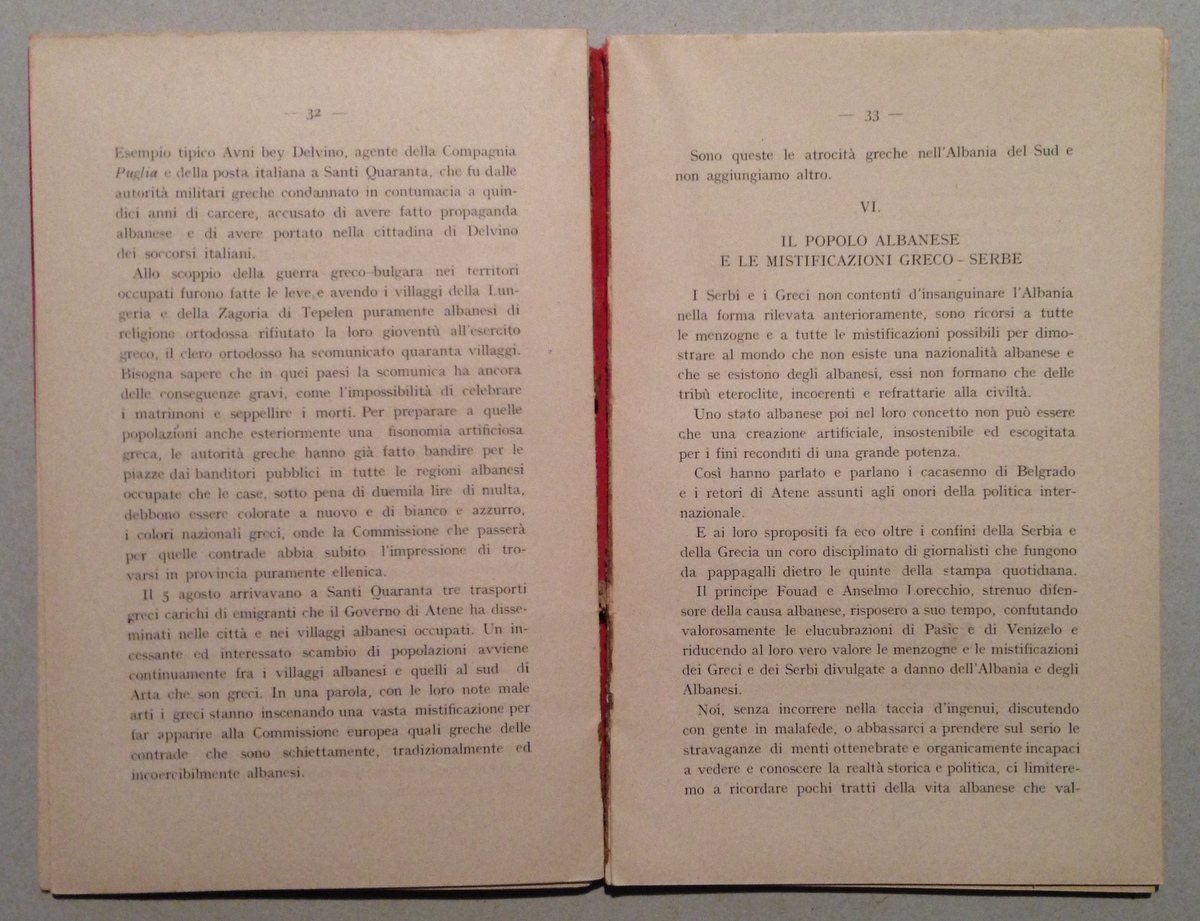 — 32 —
Esempio tipico Avni bey Delvino, agente della Compagnia
Puglia e della posta italiana a Santi Quaranta, che fu dalle
autorità militari greche condannato in contumacia a quin-
dici anni di carcere, accusato di avere fatto propaganda
albanese e di avere portato nella cittadina di Delvino
dei soccorsi italiani.
Allo scoppio della guerra greco-bulgara nei territori
occupati furono fatte le leve e avendo i villaggi della Lun-
geria e della Zagoria di Tepelen puramente albanesi di
religione ortodossa rifiutato la loro gioventù all'esercito
greco, il clero ortodosso ha scomunicato quaranta villaggi.
Bisogna sapere che in quei paesi la scomunica ha ancora
delle conseguenze gravi, come l'impossibilità di celebrare
i matrimoni e seppellire i morti. Per preparare a quelle
popolazioni anche esteriormente una fisonomia artificiosa
greca, le autorità greche hanno già fatto bandire per le
piazze dai banditori pubblici in tutte le regioni albanesi
occupate che le case, sotto pena di duemila lire di multa,
debbono essere colorate a nuovo e di bianco e azzurro,
i colori nazionali greci, onde la Commissione che passerà
per quelle contrade abbia subito l'impressione di tro-
varsi in provincia puramente ellenica.
Il 5 agosto arrivavano a Santi Quaranta tre trasporti
greci carichi di emigranti che il Governo di Atene ha disse-
minati nelle città e nei villaggi albanesi occupati. Un in-
cessante ed interessato scambio di popolazioni avviene
continuamente fra i villaggi albanesi e quelli al sud di
Arta che son greci. In una parola, con le loro note male
arti i greci stanno inscenando una vasta mistificazione per
far apparire alla Commissione europea quali greche delle
contrade che sono schiettamente, tradizionalmente ed
incoercibilmente albanesi.
— 33 —
Sono queste le atrocità greche nell'Albania del Sud e
non aggiungiamo altro.
VI.
IL POPOLO ALBANESE
E LE MISTIFICAZIONI GRECO - SERBE
I Serbi e i Greci non contenti d'insanguinare l'Albania
nella forma rilevata anteriormente, sono ricorsi a tutte
le menzogne e a tutte le mistificazioni possibili per dimo-
strare al mondo che non esiste una nazionalità albanese e
che se esistono degli albanesi, essi non formano che delle
tribù eteroclite, incoerenti e refrattarie alla civiltà.
Uno stato albanese poi nel loro concetto non può essere
che una creazione artificiale, insostenibile ed escogitata
per i fini reconditi di una grande potenza.
Così hanno parlato e parlano i cacasenno di Belgrado
e i retori di Atene assunti agli onori della politica inter-
nazionale.
E ai loro spropositi fa eco oltre i confini della Serbia e
della Grecia un coro disciplinato di giornalisti che fungono
da pappagalli dietro le quinte della stampa quotidiana.
Il principe Fouad e Anselmo Lorecchio, strenuo difen-
sore della causa albanese, risposero a suo tempo, confutando
valorosamente le elucubrazioni di Pasic e di Venizelo e
riducendo al loro vero valore le menzogne e le mistificazioni
dei Greci e dei Serbi divulgate a danno dell'Albania e degli
Albanesi.
Noi, senza incorrere nella taccia d'ingenui, discutendo
con gente in malafede, o abbassarci a prendere sul serio le
stravaganze di menti ottenebrate e organicamente incapaci
a vedere e conoscere la realtà storica e politica, ci limitere-
mo a ricordare pochi tratti della vita albanese che val-